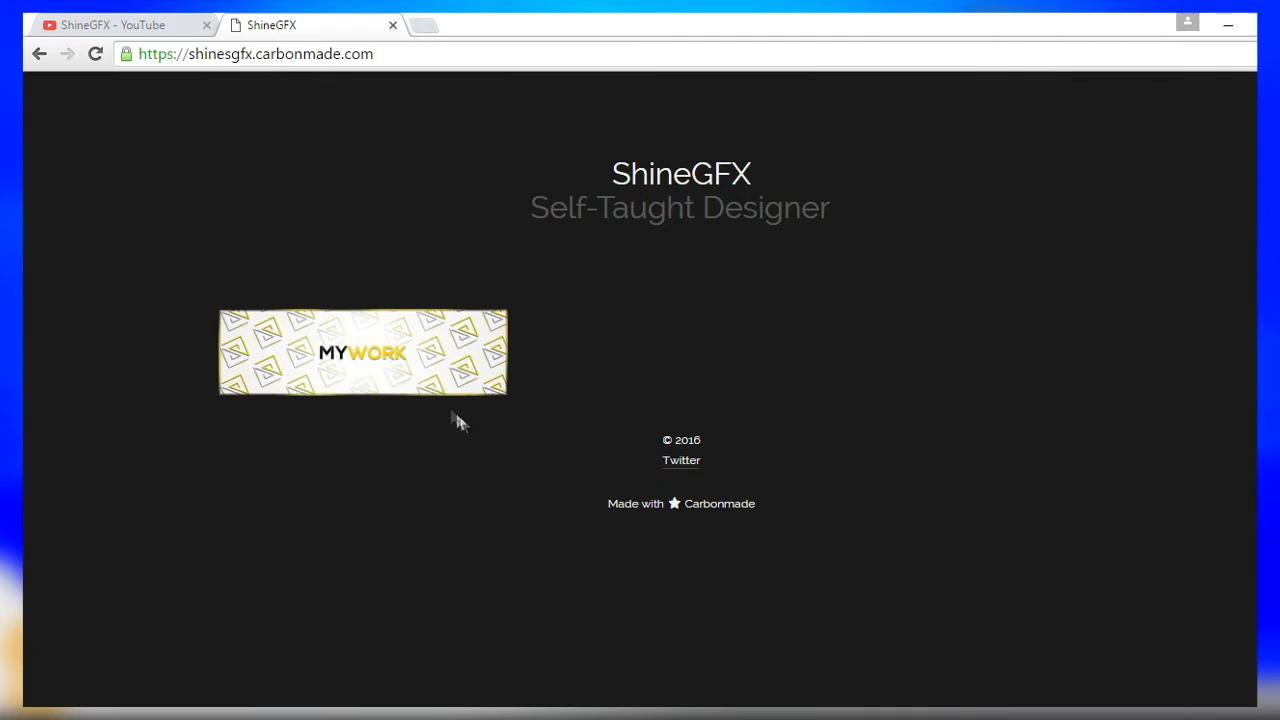 ShineGFX - YouTube
ShineGFX
https://shinesgfx.carbonmade.com
ShineGFX
Self-Taught Designer
MYWORK
© 2016
Twitter
Made with ★ Carbonmade